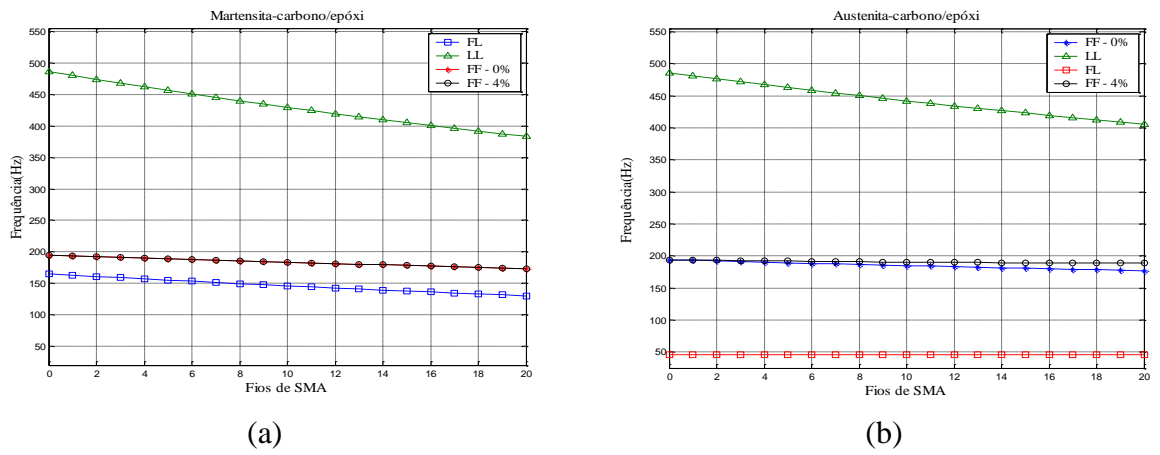 Martensita-carbono/epóxi
550
500
450
400
350
300
250
200
150
100
50
Frequência(Hz)
FL
LL
FF - 0%
FF - 4%
0 2 4 6 8 10 12 14 16 18 20
Fios de SMA
(a)
Austenita-carbono/epóxi
550
500
450
400
350
300
250
200
150
100
50
Frequência(Hz)
FF - 0%
LL
FL
FF - 4%
0 2 4 6 8 10 12 14 16 18 20
Fios de SMA
(b)